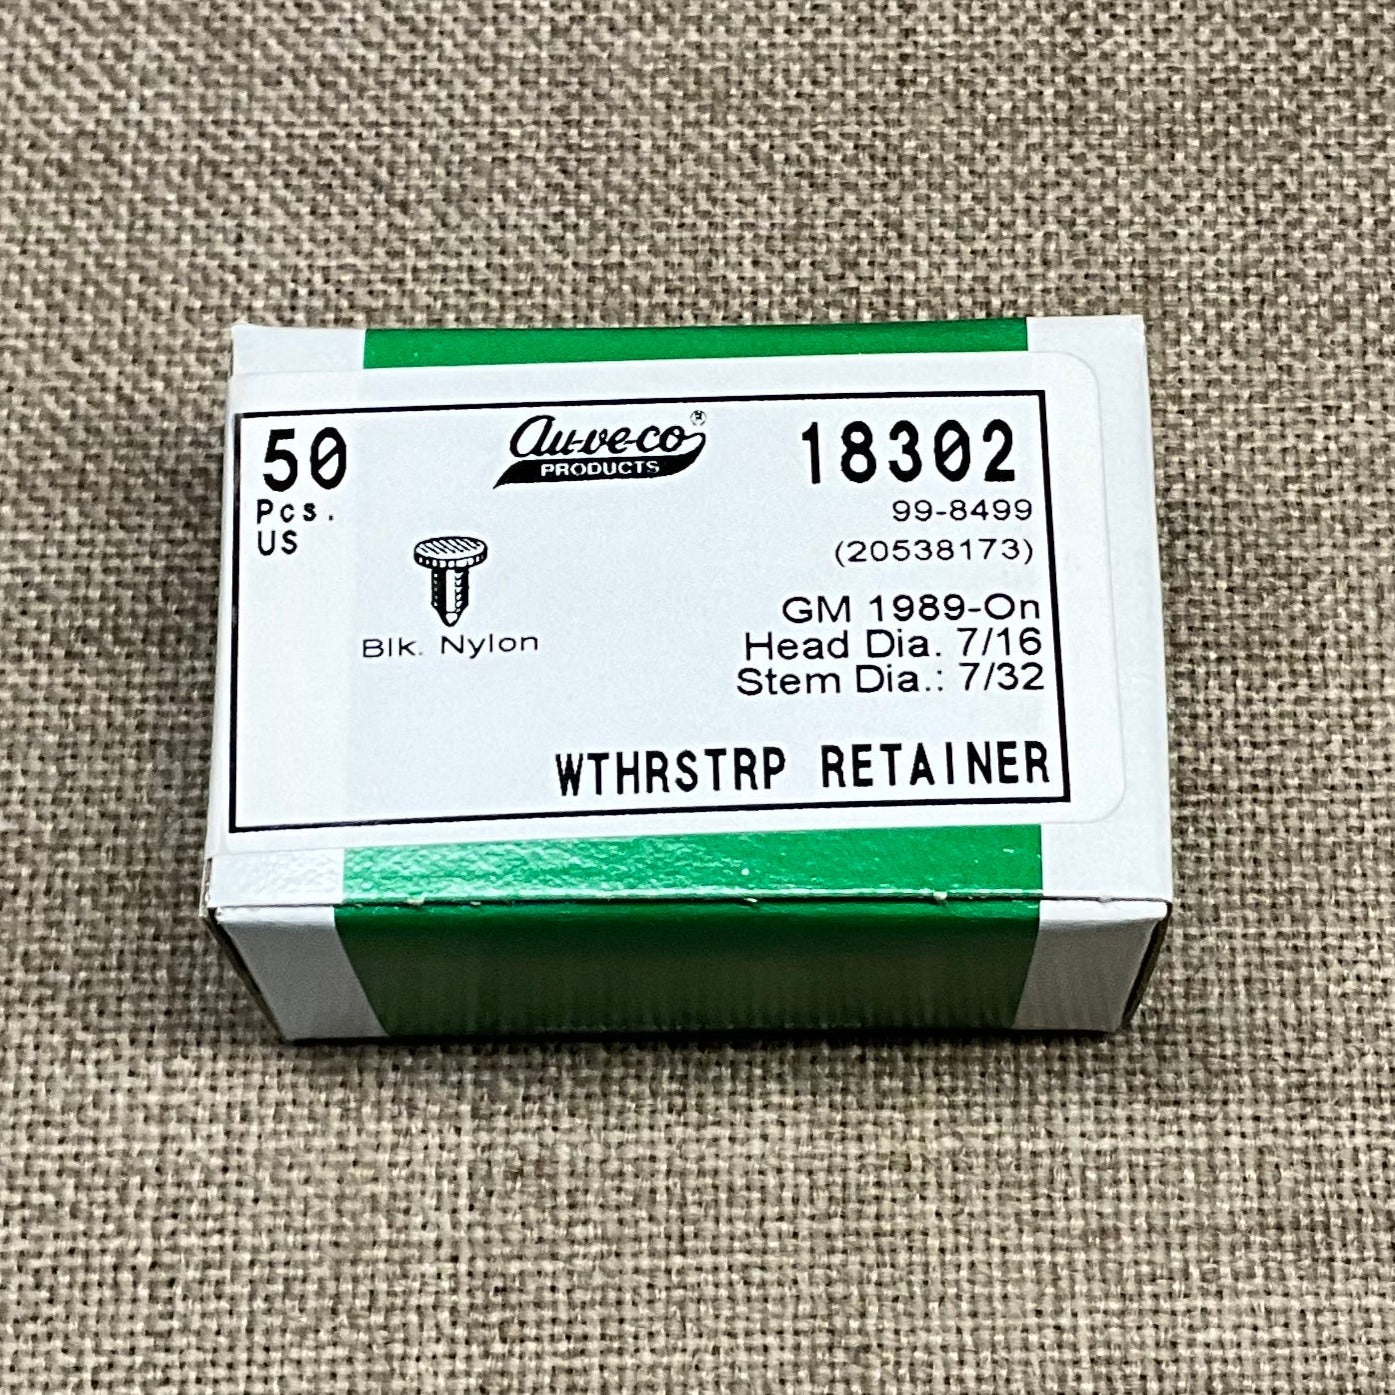 50
Pcs.
US
Au-ve-co ®
PRODUCTS
18302
99-8499
(20538173)
Blk. Nylon
GM 1989-On
Head Dia. 7/16
Stem Dia.: 7/32
WTHRSTRP RETAINER